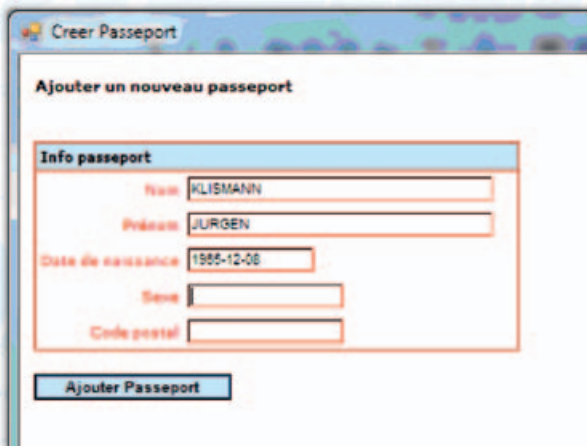 Creer Passeport
Ajouter un nouveau passeport
Info passeport
Nom KLISMANN
Prénom JURGEN
Date de naissance 1955-12-08
Sexe
Code postal
Ajouter Passeport